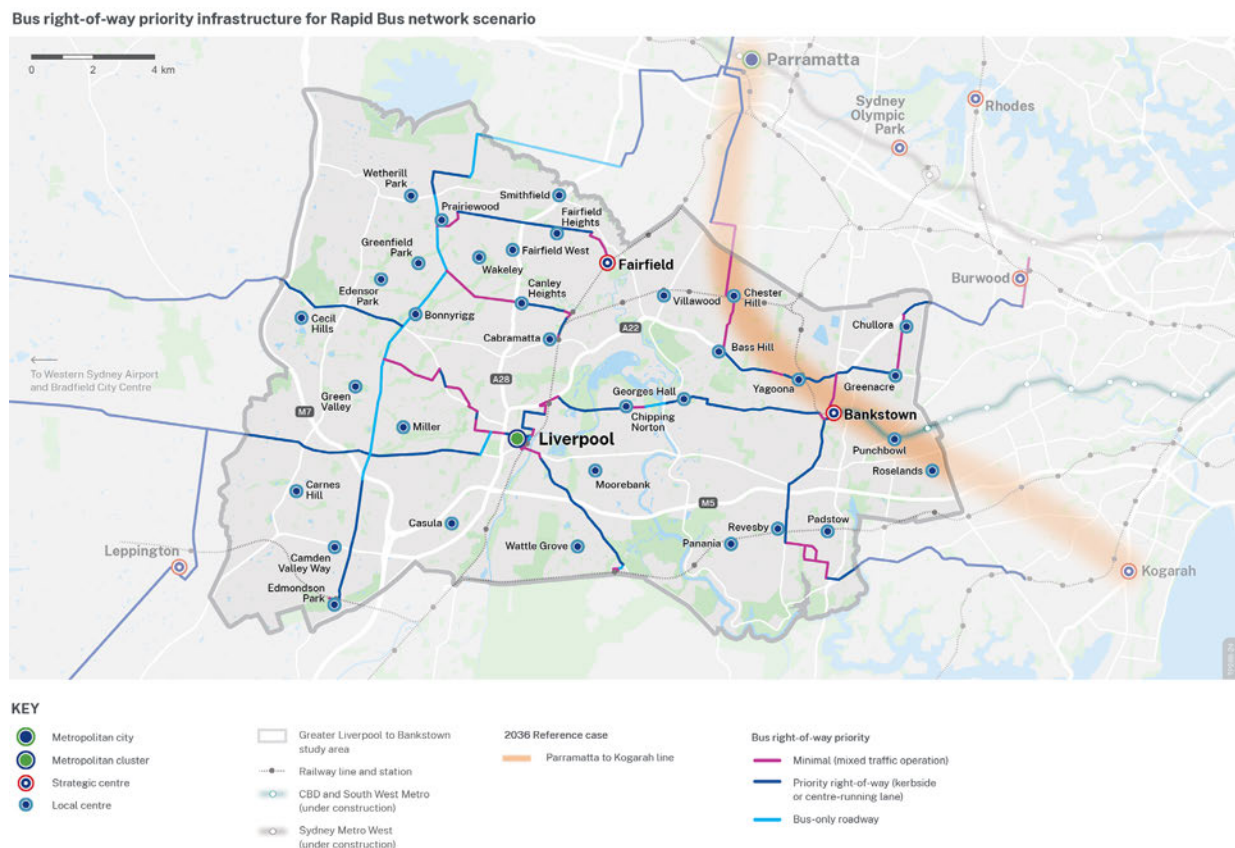 Bus right-of-way priority infrastructure for Rapid Bus network scenario
0 2 4 km
Parramatta
Rhodes
Sydney
Olympic
Park
Wetherill
Park
Smithfield
Prairiewood
Fairfield
Heights
Greenfield
Park
Fairfield West
Wakeley
Fairfield
Burwood
Edensor
Park
Canley
Heights
Villawood
Chester
Hill
Cecil
Hills
Bonnyrigg
A22
Chullora
Cabramatta
Bass Hill
To Western Sydney Airport
and Bradfield City Centre
A28
Georges Hall
Yagoona
Greenacre
Green
Valley
M7
Chipping
Norton
Bankstown
Miller
Liverpool
Punchbowl
Roselands
Moorebank
Carnes
Hill
M5
Casula
Revesby
Padstow
Leppington
Wattle Grove
Panania
Camden
Valley Way
Kogarah
Edmondson
Park
KEY
Metropolitan city
Metropolitan cluster
Strategic centre
Local centre
Greater Liverpool to Bankstown
study area
Railway line and station
CBD and South West Metro
(under construction)
Sydney Metro West
(under construction)
2036 Reference case
Parramatta to Kogarah line
Bus right-of-way priority
Minimal (mixed traffic operation)
Priority right-of-way (kerbside
or centre-running lane)
Bus-only roadway